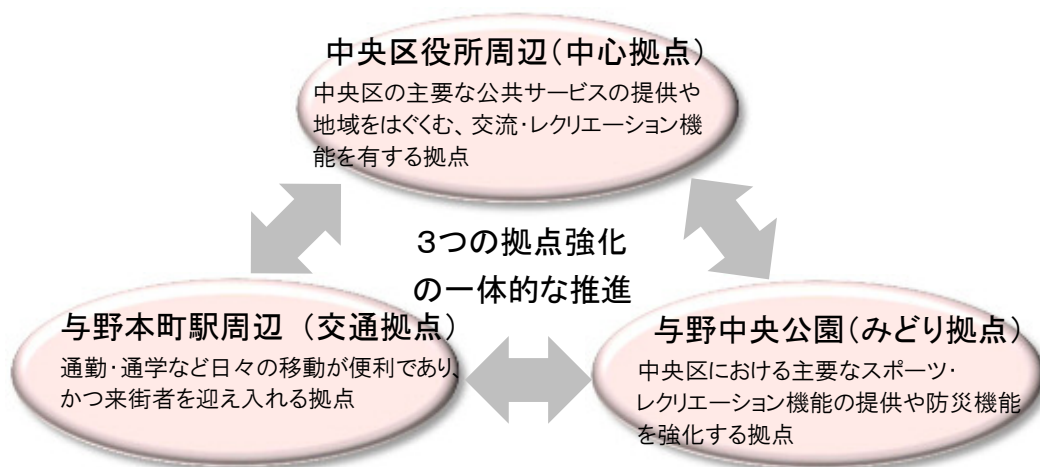 中央区役所周辺（中心拠点）
中央区の主要な公共サービスの提供や
地域をはぐくむ、交流・レクリエーション機
能を有する拠点
３つの拠点強化
の一体的な推進
与野本町駅周辺 （交通拠点）
通勤・通学など日々の移動が便利であり、
かつ来街者を迎え入れる拠点
与野中央公園（みどり拠点）
中央区における主要なスポーツ・
レクリエーション機能の提供や防災機能
を強化する拠点